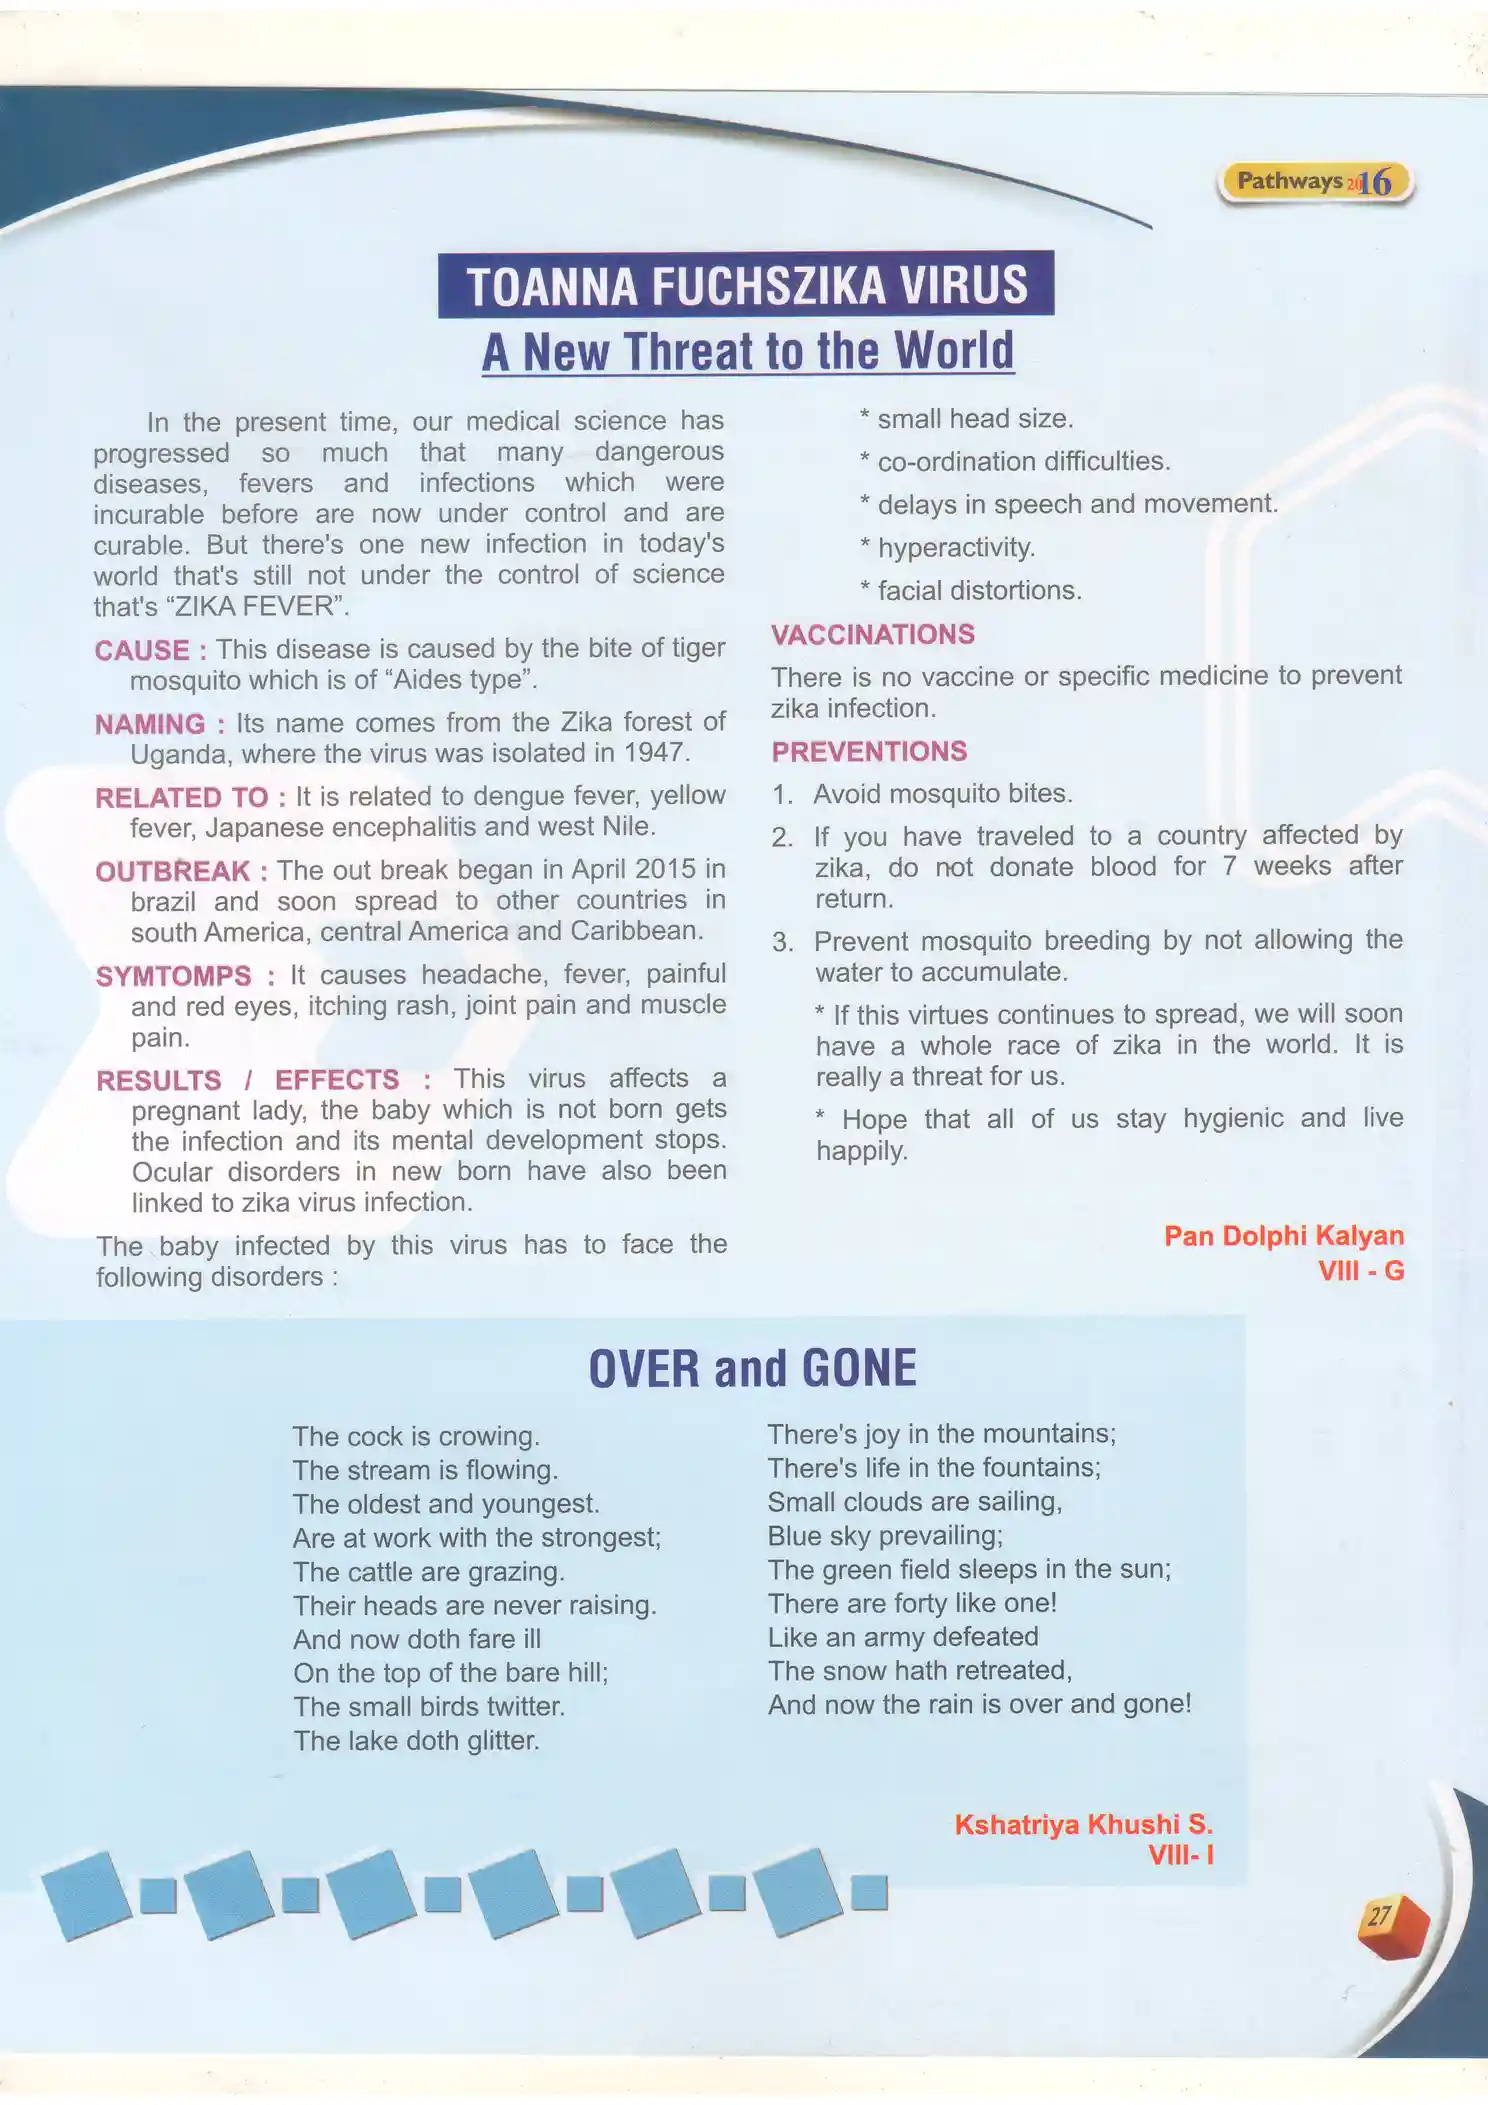 Pathways 2016
TOANNA FUCHSZIKA VIRUS
A New Threat to the World
In the present time, our medical science has
progressed so much that many dangerous
diseases, fevers and infections which were
incurable before are now under control and are
curable. But there's one new infection in today's
world that's still not under the control of science
that's “ZIKA FEVER”.
CAUSE : This disease is caused by the bite of tiger
mosquito which is of “Aides type”.
NAMING : Its name comes from the Zika forest of
Uganda, where the virus was isolated in 1947.
RELATED TO : It is related to dengue fever, yellow
fever, Japanese encephalitis and west Nile.
OUTBREAK : The out break began in April 2015 in
brazil and soon spread to other countries in
south America, central America and Caribbean.
SYMTOMPS : It causes headache, fever, painful
and red eyes, itching rash, joint pain and muscle
pain.
RESULTS / EFFECTS : This virus affects a
pregnant lady, the baby which is not born gets
the infection and its mental development stops.
Ocular disorders in new born have also been
linked to zika virus infection.
The baby infected by this virus has to face the
following disorders :
* small head size.
* co-ordination difficulties.
* delays in speech and movement.
* hyperactivity.
* facial distortions.
VACCINATIONS
There is no vaccine or specific medicine to prevent
zika infection.
PREVENTIONS
1. Avoid mosquito bites.
2. If you have traveled to a country affected by
zika, do not donate blood for 7 weeks after
return.
3. Prevent mosquito breeding by not allowing the
water to accumulate.
* If this virtues continues to spread, we will soon
have a whole race of zika in the world. It is
really a threat for us.
* Hope that all of us stay hygienic and live
happily.
Pan Dolphi Kalyan
VIII - G
OVER and GONE
The cock is crowing.
The stream is flowing.
The oldest and youngest.
Are at work with the strongest;
The cattle are grazing.
Their heads are never raising.
And now doth fare ill
On the top of the bare hill;
The small birds twitter.
The lake doth glitter.
There's joy in the mountains;
There's life in the fountains;
Small clouds are sailing,
Blue sky prevailing;
The green field sleeps in the sun;
There are forty like one!
Like an army defeated
The snow hath retreated,
And now the rain is over and gone!
Kshatriya Khushi S.
VIII- I
27